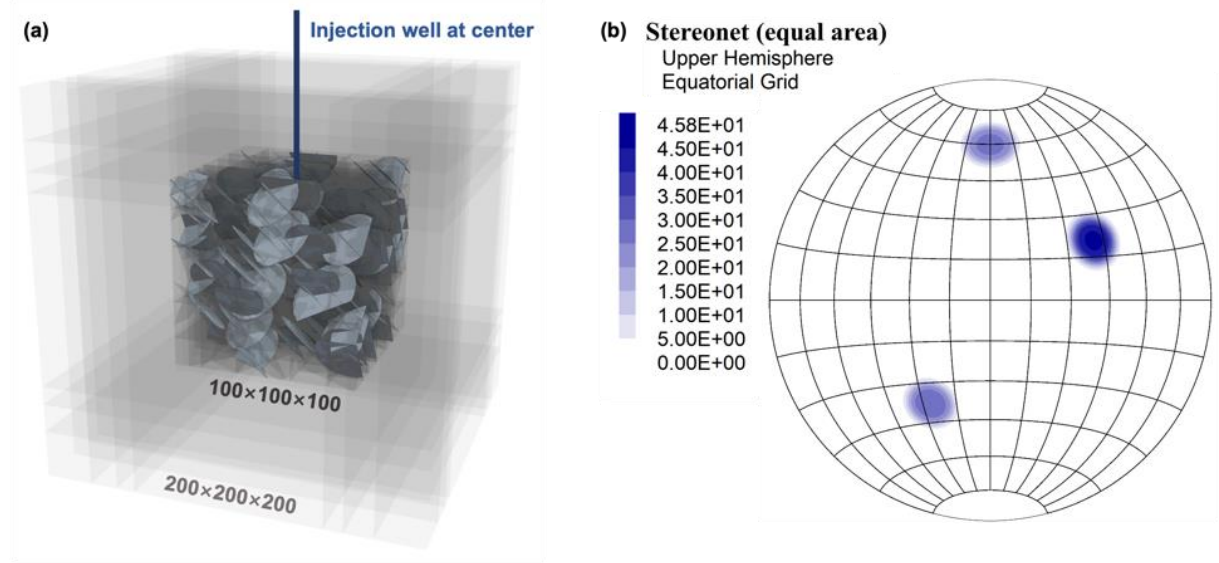 (a)
Injection well at center
100×100×100
200×200×200
(b) Stereonet (equal area)
Upper Hemisphere
Equatorial Grid
4.58E+01
4.50E+01
4.00E+01
3.50E+01
3.00E+01
2.50E+01
2.00E+01
1.50E+01
1.00E+01
5.00E+00
0.00E+00